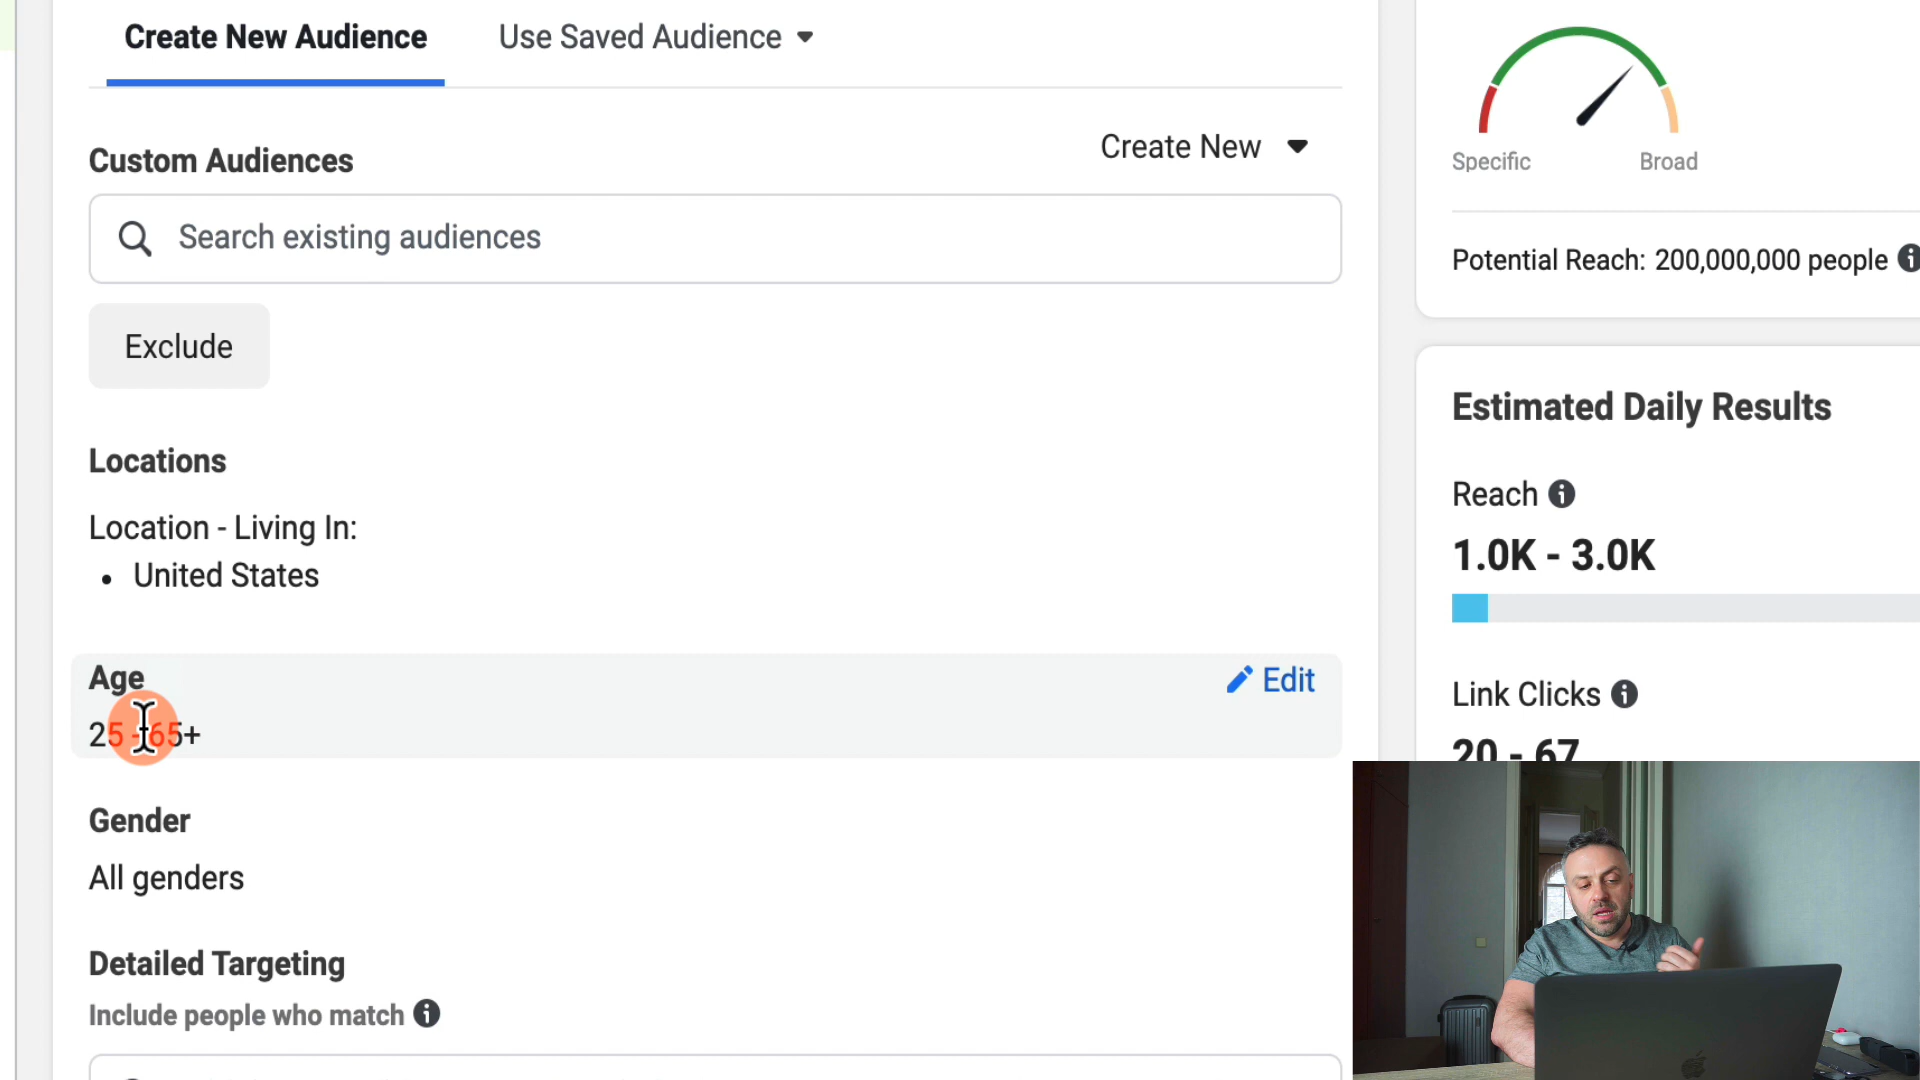 Create New Audience
Use Saved Audience
Custom Audiences
Create New
Search existing audiences
Exclude
Locations
Location - Living In:
• United States
Age
Edit
25 - 65+
Gender
All genders
Detailed Targeting
Include people who match
Specific
Broad
Potential Reach: 200,000,000 people
Estimated Daily Results
Reach
1.0K - 3.0K
Link Clicks
20 - 67